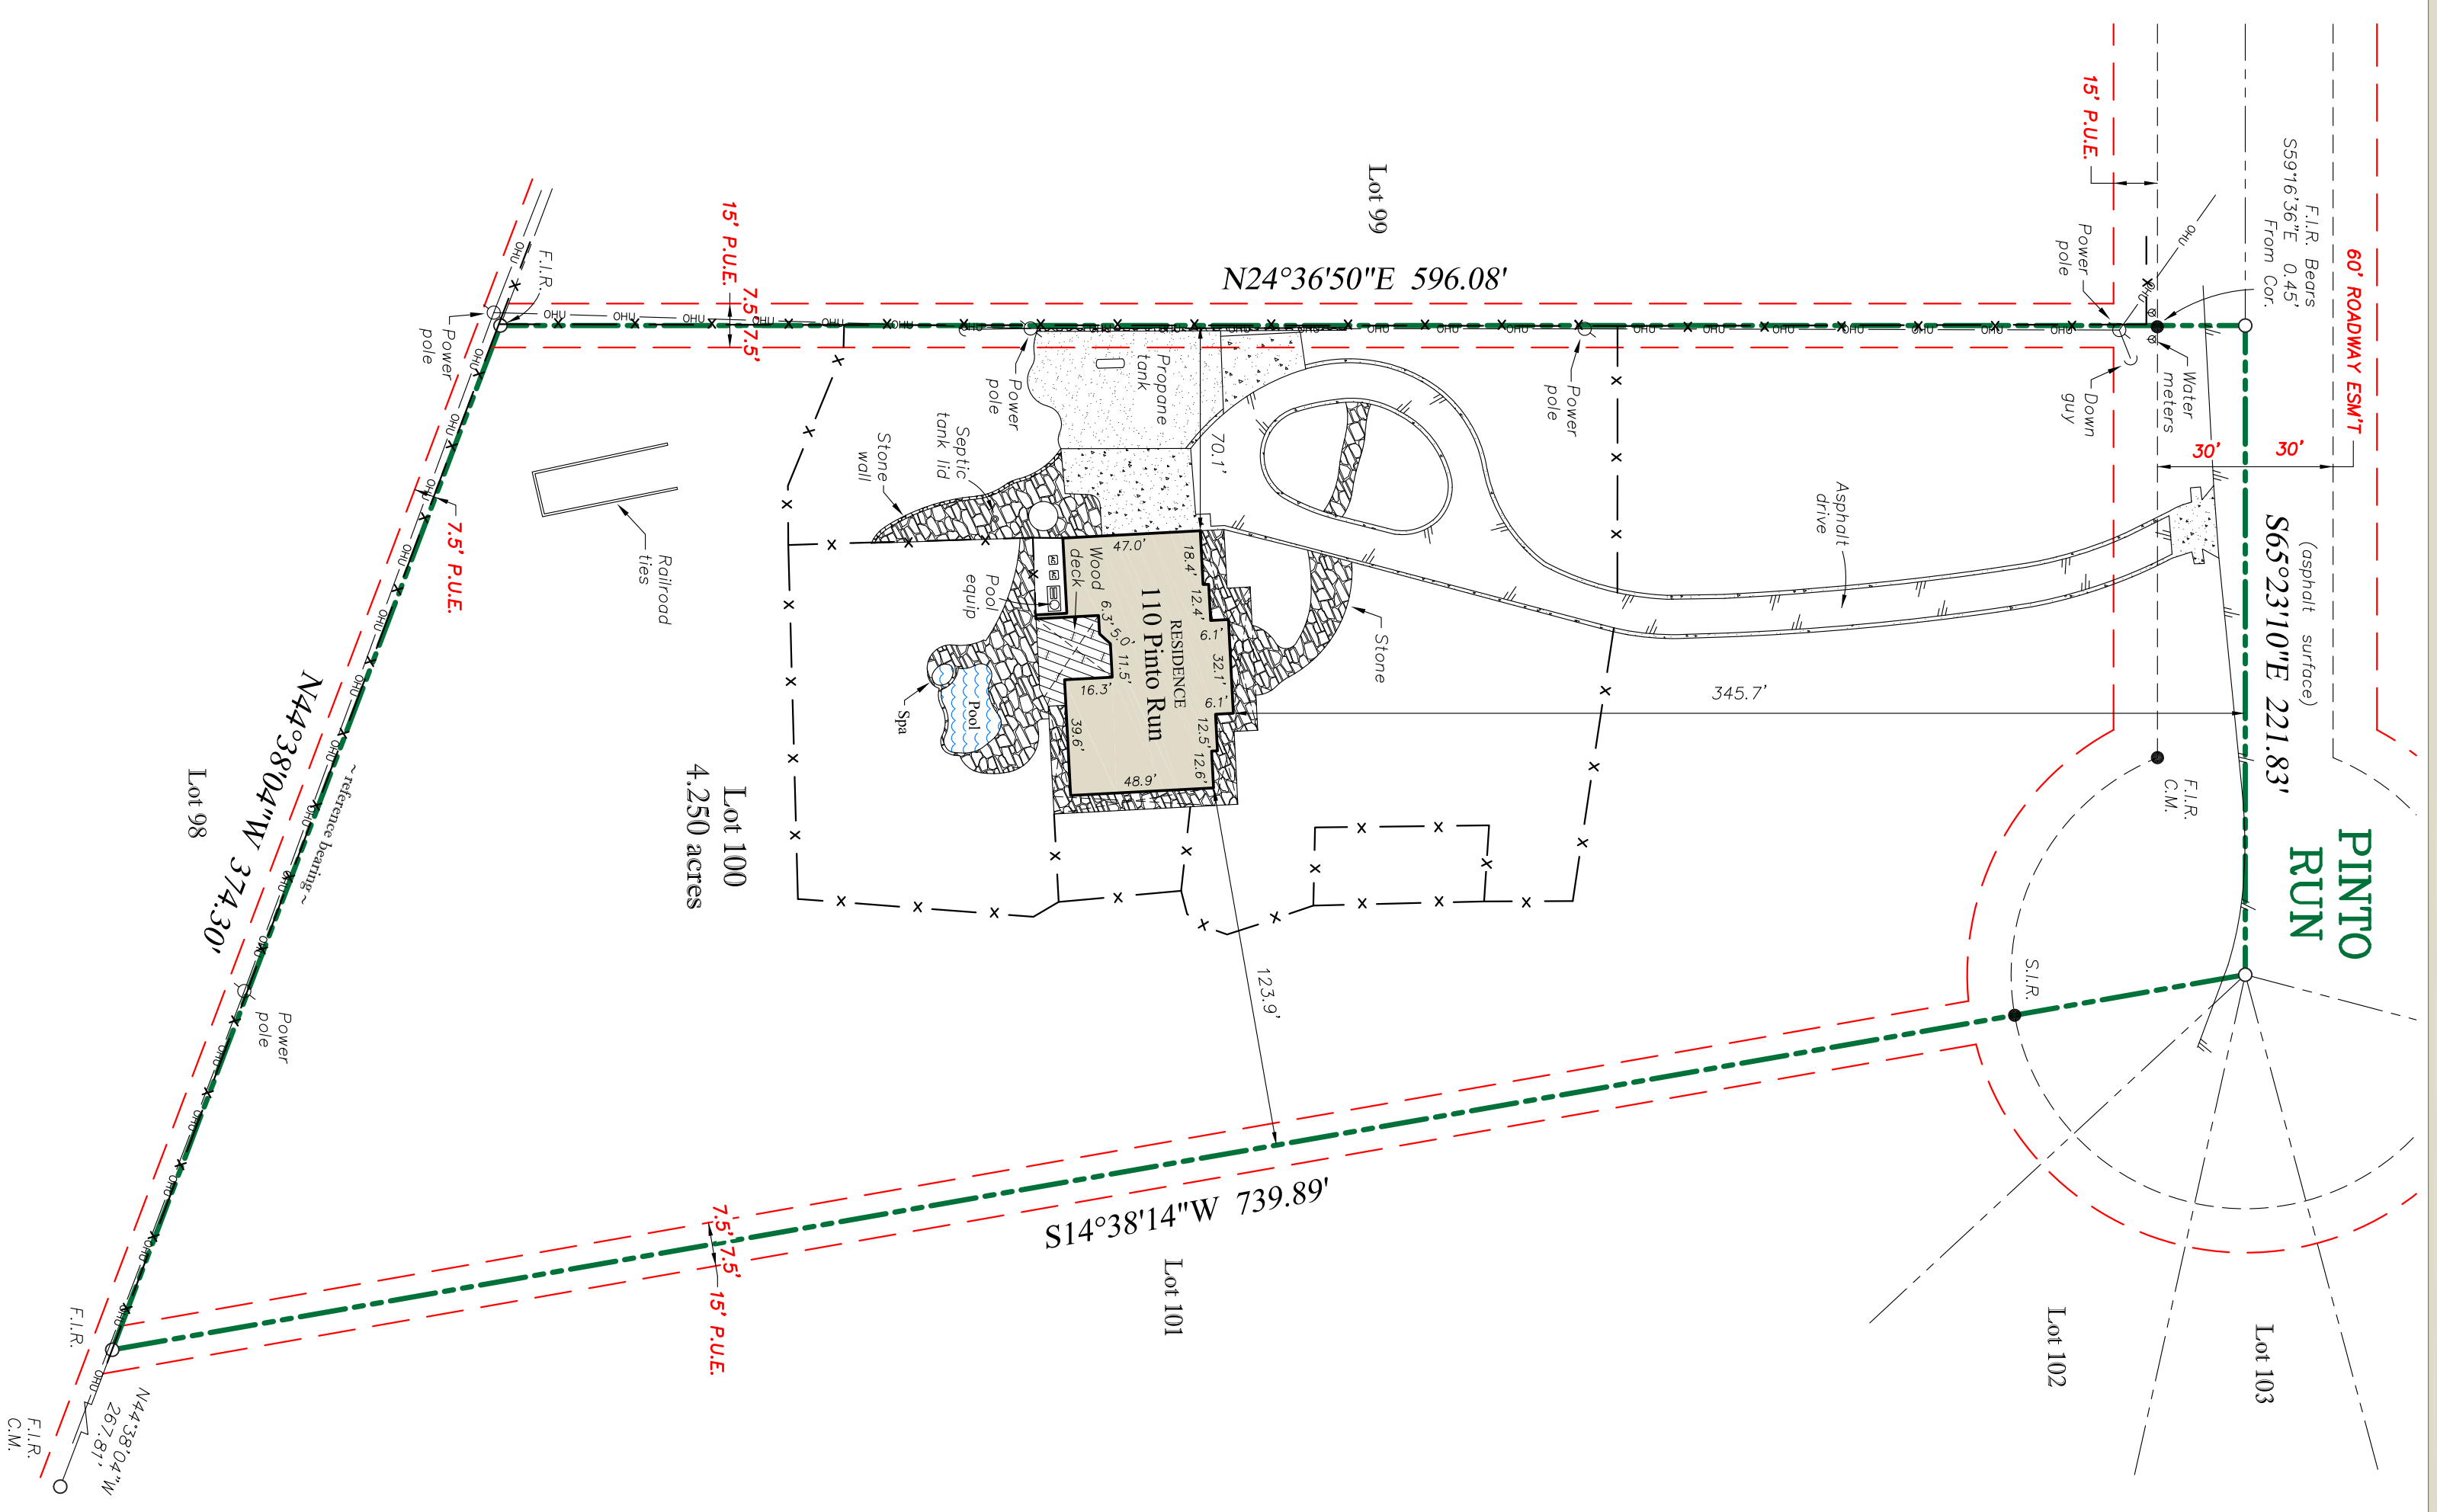 PINTO
RUN
60' ROADWAY ESM'T
30'
30'
F.I.R. Bears
S59°16'36"E 0.45'
From Cor.
(asphalt surface)
S65°23'10"E 221.83'
15' P.U.E.
Power
pole
Water
meters
Down
guy
OHU
F.I.R.
C.M.
S.I.R.
Lot 103
Lot 102
Lot 101
Lot 99
N24°36'50"E 596.08'
Asphalt
drive
345.7'
Power
pole
Stone
70.1'
Propane
tank
Power
pole
Septic
tank lid
Stone
wall
RESIDENCE
110 Pinto Run
18.4'
12.4'
6.1'
32.1'
6.1'
12.5'
12.6'
47.0'
48.9'
6.3'
5.0'
11.5'
16.3'
39.6'
Wood
deck
AC
AC
Pool
equip
Pool
Spa
123.9'
S14°38'14"W 739.89'
Lot 100
4.250 acres
15' P.U.E.
7.5'
7.5'
7.5'
7.5'
15' P.U.E.
Railroad
ties
F.I.R.
Power
pole
7.5' P.U.E.
~ reference bearing ~
N44°38'04"W 374.30'
Lot 98
Power
pole
F.I.R.
N44°38'04"W
267.81'
F.I.R.
C.M.